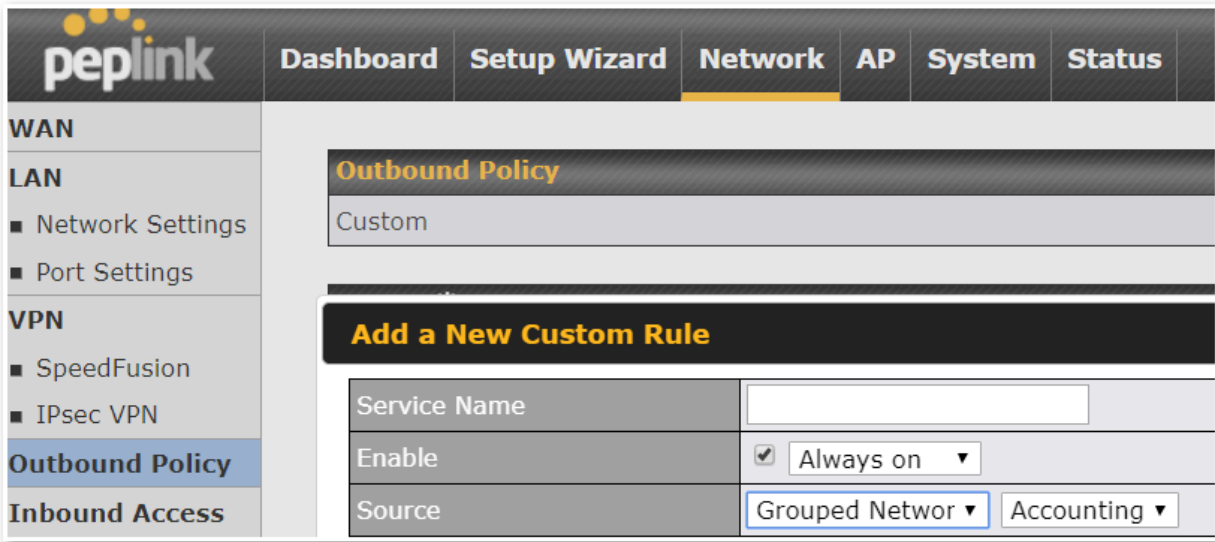 peplink
Dashboard Setup Wizard Network AP System Status
WAN
LAN
Network Settings
Port Settings
VPN
SpeedFusion
IPsec VPN
Outbound Policy
Inbound Access
Outbound Policy
Custom
Add a New Custom Rule
Service Name
Enable Always on
Source Grouped Networ Accounting